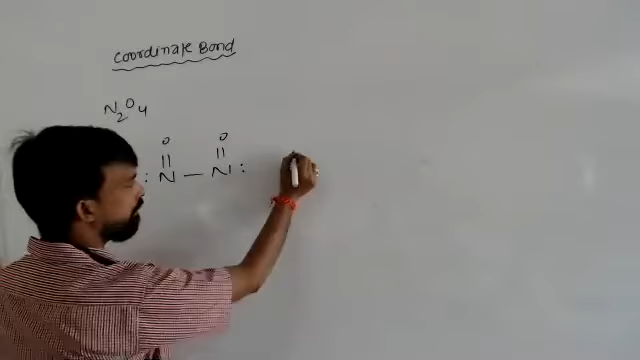 Coordinate Bond
N2O4
O O
|| ||
: N — N :